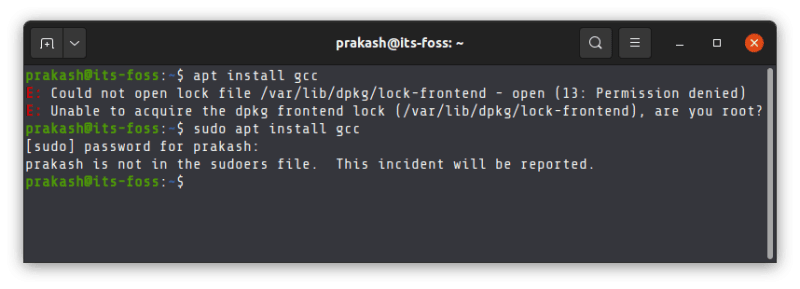 prakash@its-foss: ~
prakash@its-foss:~$ apt install gcc
E: Could not open lock file /var/lib/dpkg/lock-frontend - open (13: Permission denied)
E: Unable to acquire the dpkg frontend lock (/var/lib/dpkg/lock-frontend), are you root?
prakash@its-foss:~$ sudo apt install gcc
[sudo] password for prakash:
prakash is not in the sudoers file.  This incident will be reported.
prakash@its-foss:~$